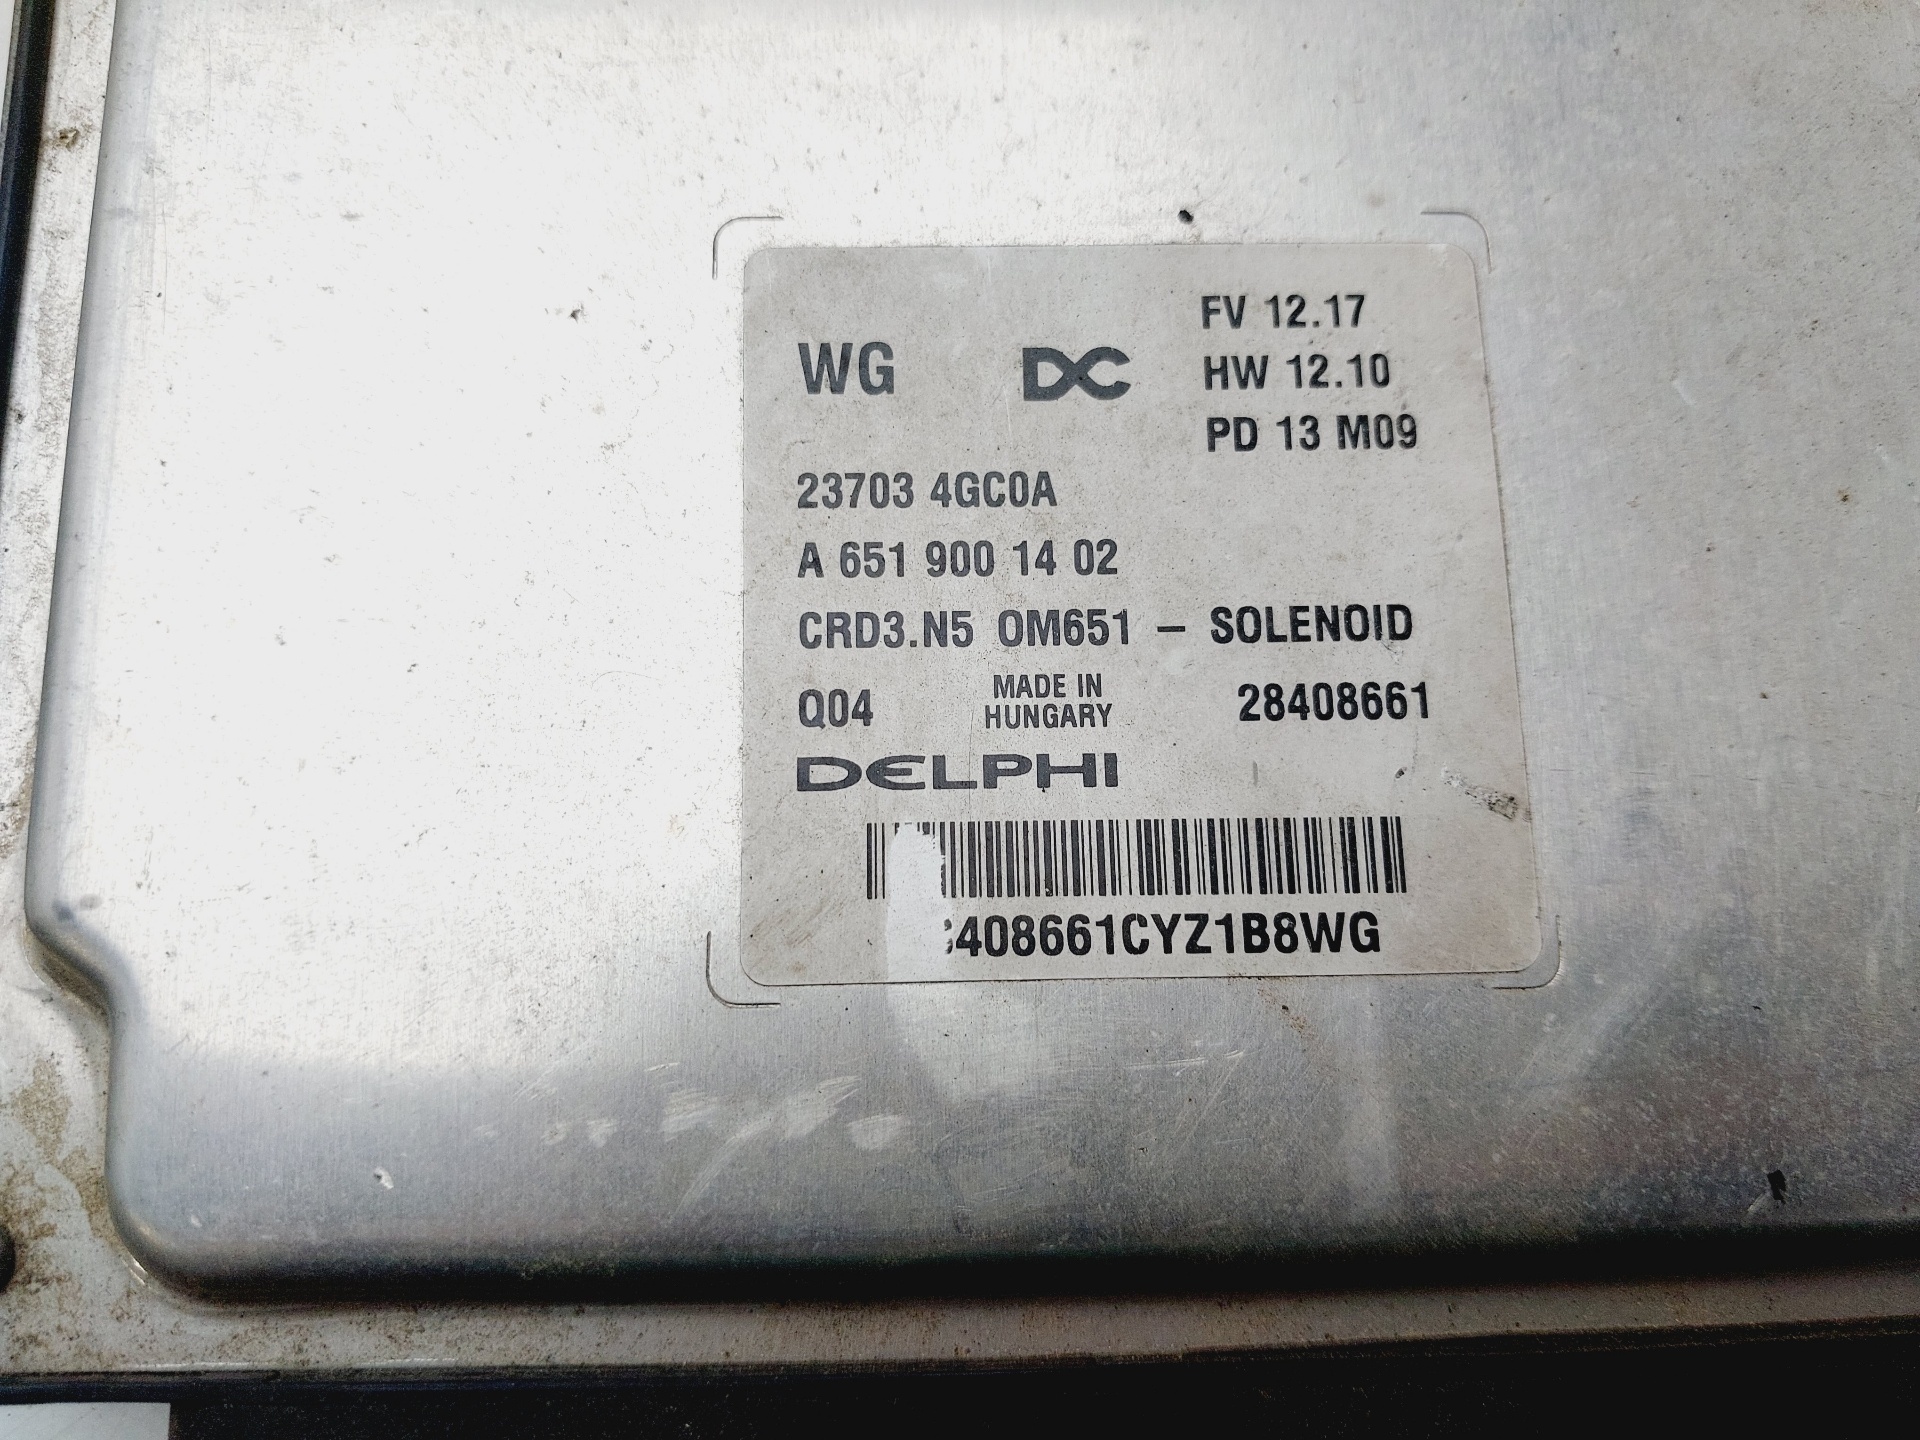 WG DC FV 12.17
HW 12.10
PD 13 M09
23703 4GC0A
A 651 900 14 02
CRD3.N5 OM651 – SOLENOID
Q04 MADE IN HUNGARY 28408661
DELPHI
408661CYZ1B8WG